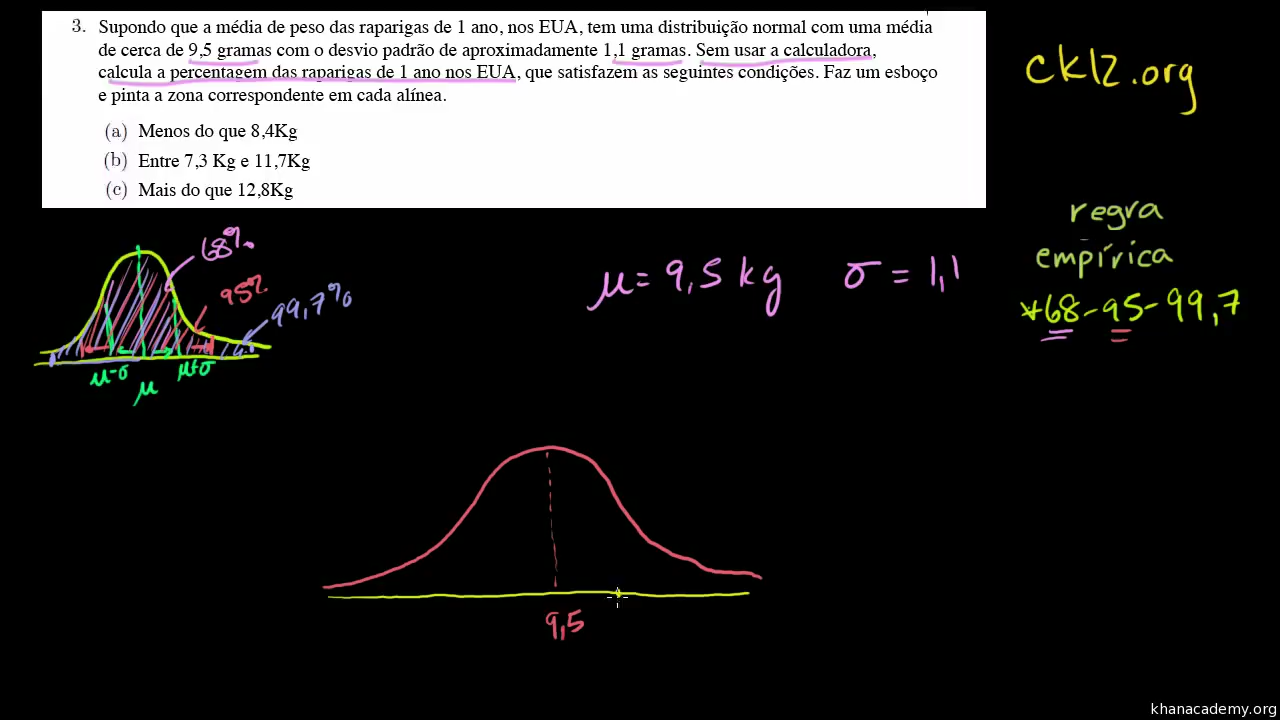 3. Supondo que a média de peso das raparigas de 1 ano, nos EUA, tem uma distribuição normal com uma média
de cerca de 9,5 gramas com o desvio padrão de aproximadamente 1,1 gramas. Sem usar a calculadora,
calcula a percentagem das raparigas de 1 ano nos EUA, que satisfazem as seguintes condições. Faz um esboço
e pinta a zona correspondente em cada alínea.
(a) Menos do que 8,4Kg
(b) Entre 7,3 Kg e 11,7Kg
(c) Mais do que 12,8Kg
ck12.org
regra
empírica
*68-95-99,7
μ = 9,5 kg σ = 1,1
68%
95%
99,7%
μ-σ μ μ+σ
9,5
khanacademy.org